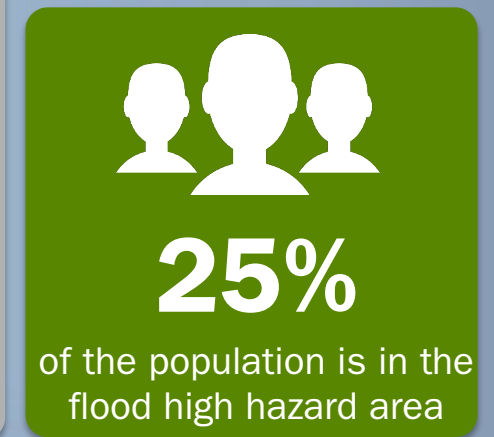 25%
of the population is in the
flood high hazard area